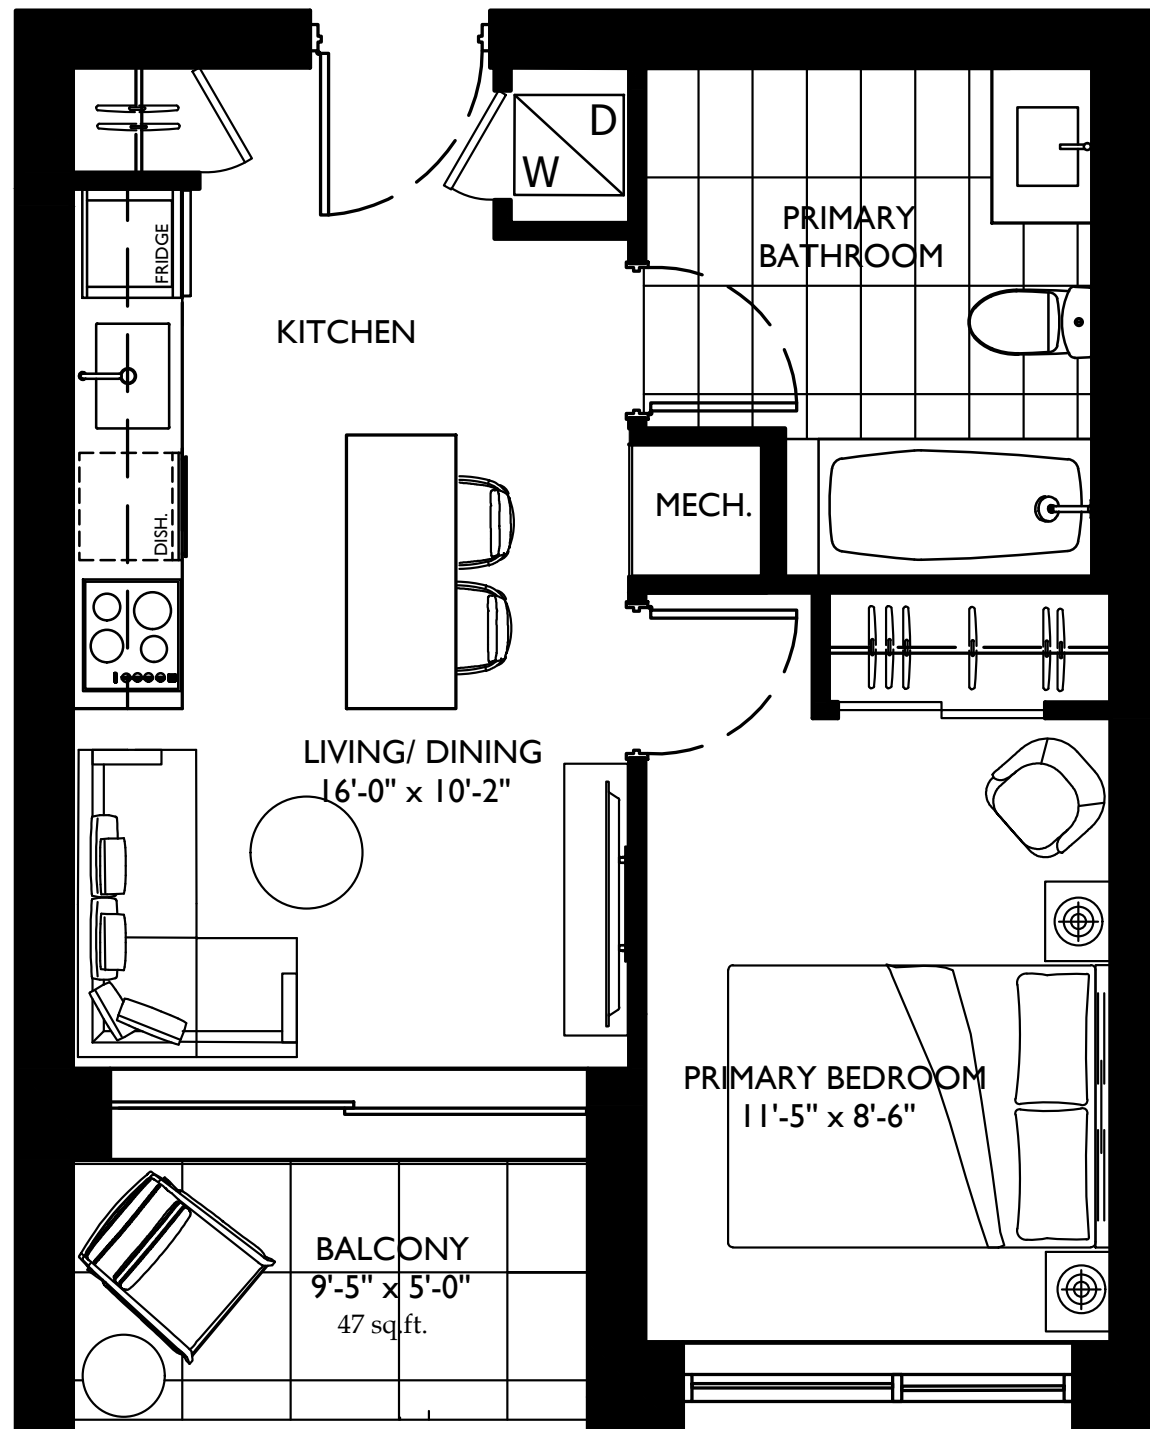 D
W
PRIMARY
BATHROOM
FRIDGE
KITCHEN
MECH.
DISH.
LIVING/ DINING
16'-0" x 10'-2"
PRIMARY BEDROOM
11'-5" x 8'-6"
BALCONY
9'-5" x 5'-0"
47 sq.ft.